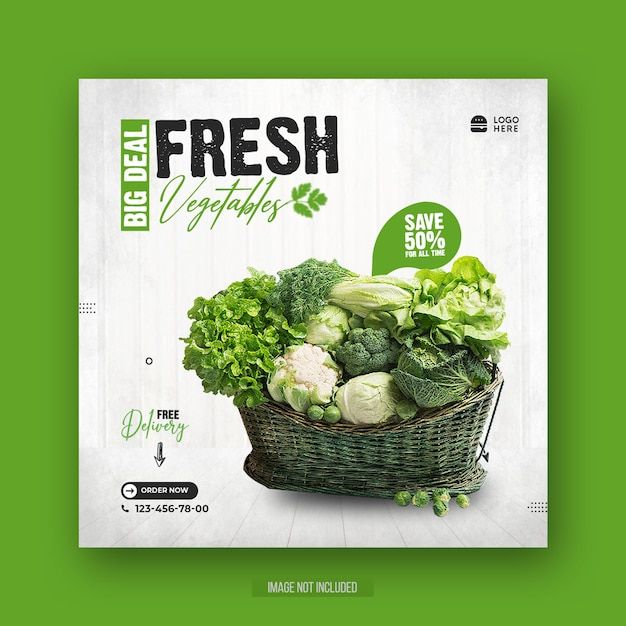 BIG DEAL
FRESH
Vegetables
LOGO
HERE
SAVE
50%
FOR ALL TIME
FREE
Delivery
ORDER NOW
123-456-78-00
IMAGE NOT INCLUDED